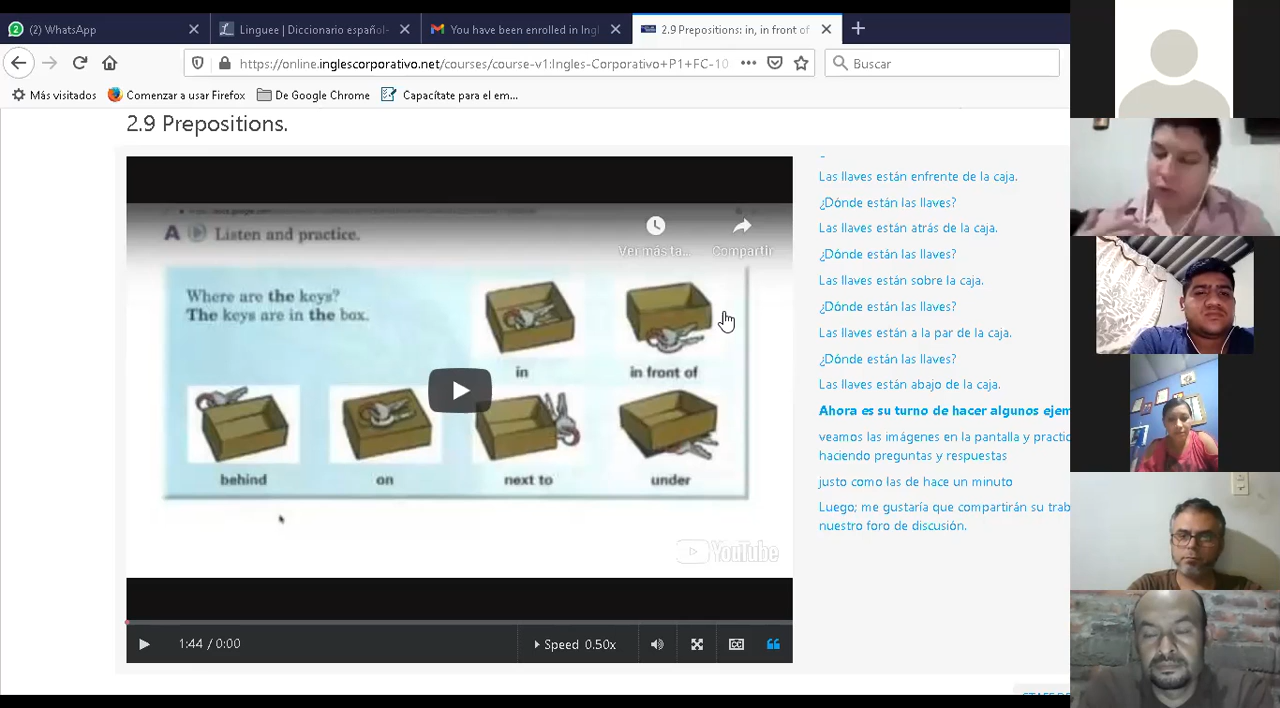 (2) WhatsApp
Linguee | Diccionario español-
You have been enrolled in Ingl
2.9 Prepositions: in, in front of
https://online.inglescorporativo.net/courses/course-v1:Ingles-Corporativo+P1+FC-10
Buscar
Más visitados
Comenzar a usar Firefox
De Google Chrome
Capacítate para el em...
2.9 Prepositions.
A Listen and practice.
Ver más ta...
Compartir
Where are the keys?
The keys are in the box.
in
in front of
behind
on
next to
under
YouTube
1:44 / 0:00
Speed 0.50x
Las llaves están enfrente de la caja.
¿Dónde están las llaves?
Las llaves están atrás de la caja.
¿Dónde están las llaves?
Las llaves están sobre la caja.
¿Dónde están las llaves?
Las llaves están a la par de la caja.
¿Dónde están las llaves?
Las llaves están abajo de la caja.
Ahora es su turno de hacer algunos ejem
veamos las imágenes en la pantalla y practic
haciendo preguntas y respuestas
justo como las de hace un minuto
Luego; me gustaría que compartirán su trab
nuestro foro de discusión.